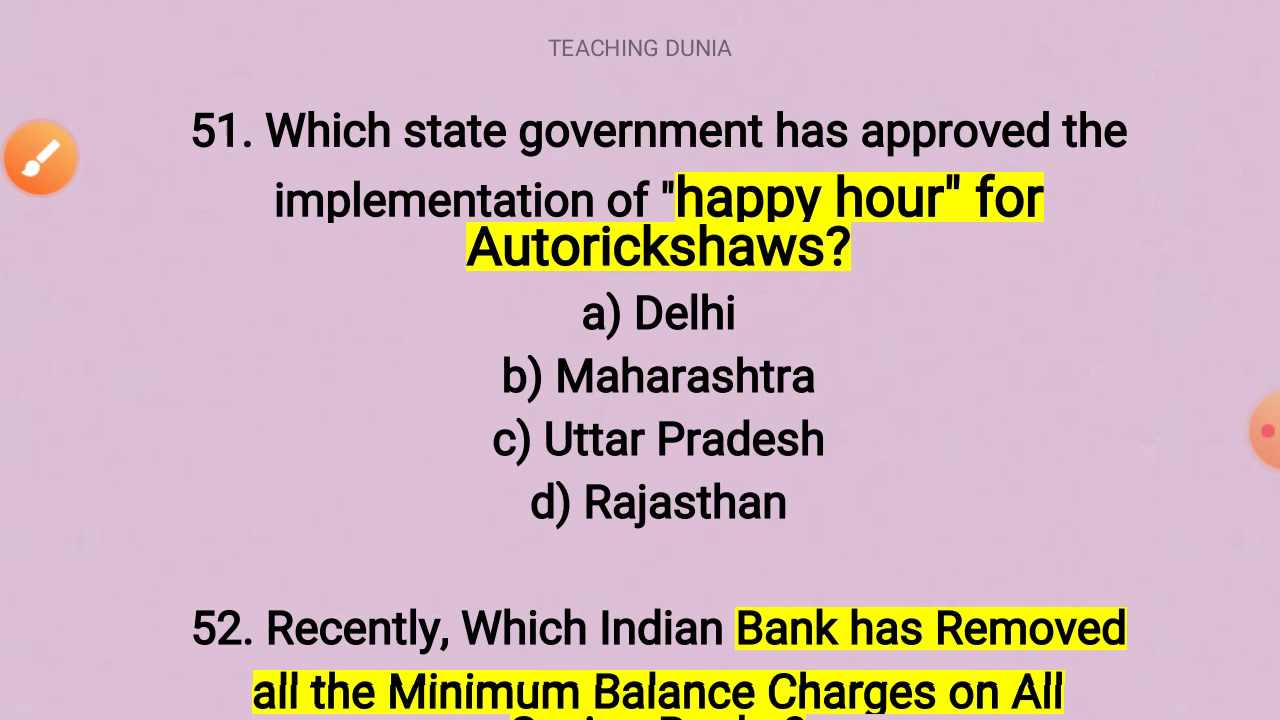 TEACHING DUNIA
51. Which state government has approved the
implementation of "happy hour" for
Autorickshaws?
a) Delhi
b) Maharashtra
c) Uttar Pradesh
d) Rajasthan
52. Recently, Which Indian Bank has Removed
all the Minimum Balance Charges on All